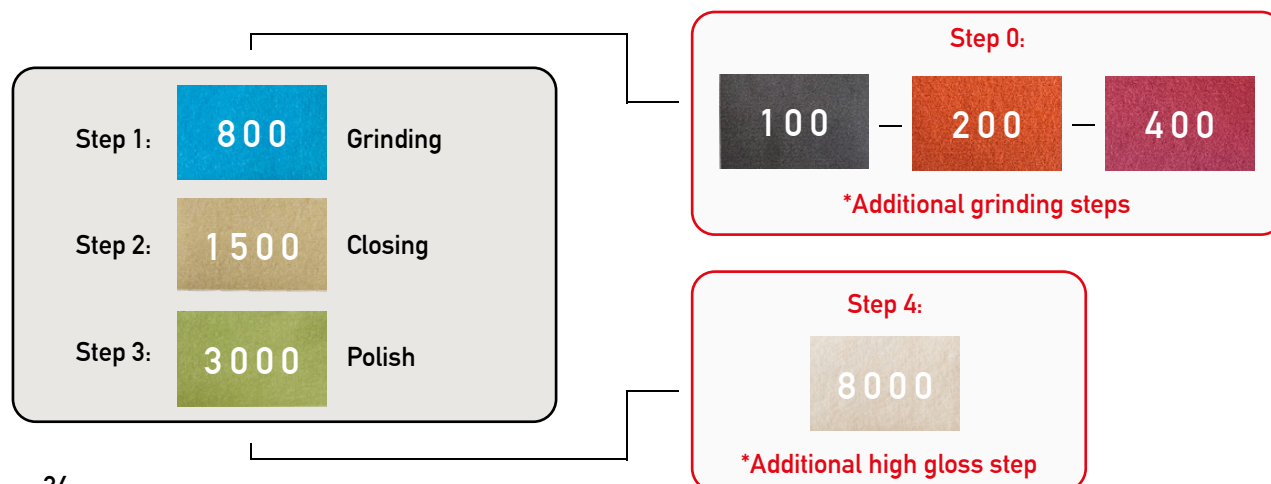 Step 0:
100 – 200 – 400
*Additional grinding steps
Step 1: 800 Grinding
Step 2: 1500 Closing
Step 3: 3000 Polish
Step 4:
8000
*Additional high gloss step